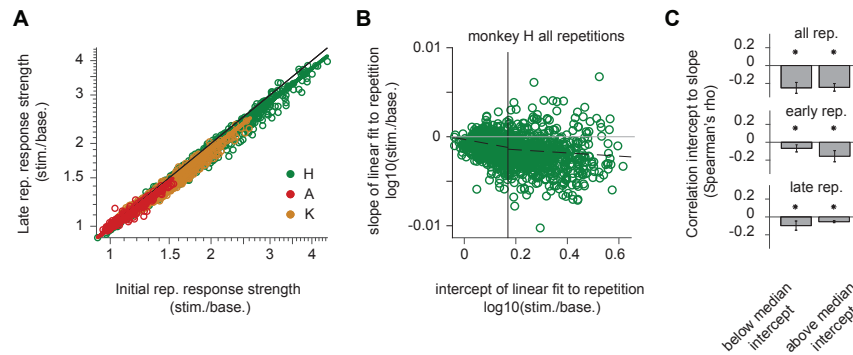 A
Late rep. response strength
(stim./base.)
4
3
2
1.5
1
1
1.5
2
3
4
H
A
K
Initial rep. response strength
(stim./base.)
B
monkey H all repetitions
slope of linear fit to repetition
log10(stim./base.)
0.01
0
-0.01
0
0.2
0.4
0.6
intercept of linear fit to repetition
log10(stim./base.)
C
Correlation intercept to slope
(Spearman's rho)
all rep.
0.2
* *
0
-0.2
early rep.
0.2
* *
0
-0.2
late rep.
0.2
* *
0
-0.2
below median
intercept
above median
intercept